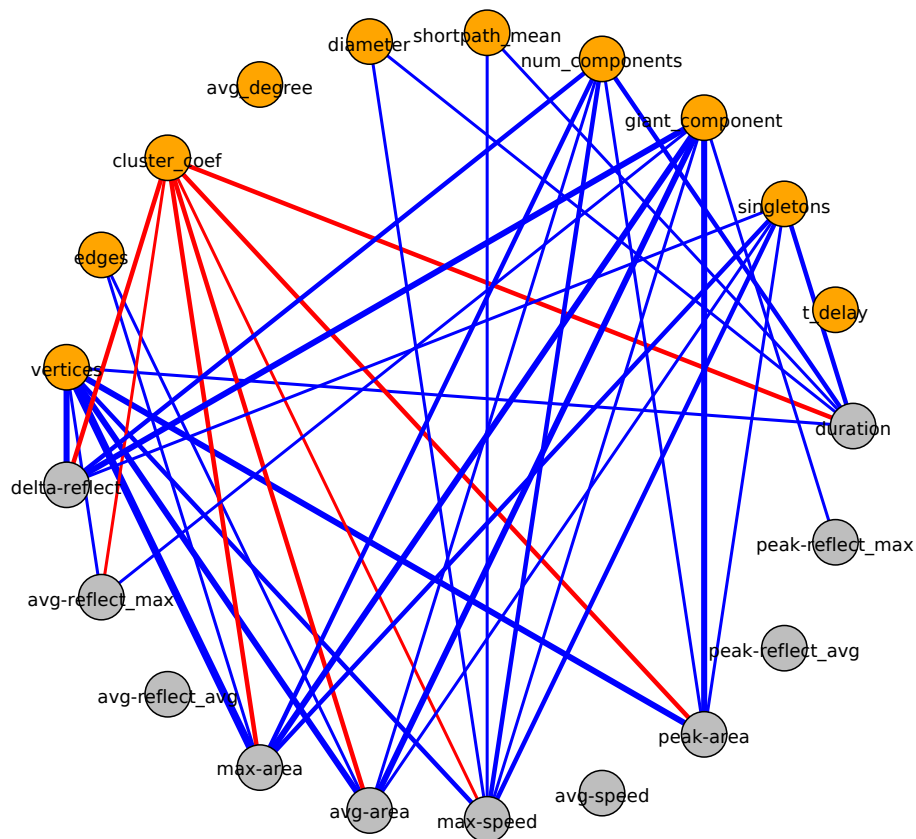 shortpath_mean
diameter
num_components
avg_degree
giant_component
cluster_coef
singletons
edges
t_delay
vertices
duration
delta-reflect
peak-reflect_max
avg-reflect_max
peak-reflect_avg
avg-reflect_avg
peak-area
max-area
avg-speed
avg-area
max-speed